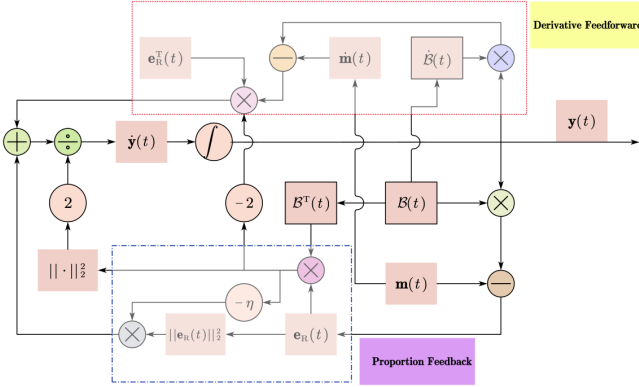 Derivative Feedforward
−
×
e_R^T(t)
ṁ(t)
Ḃ(t)
×
y(t)
+
÷
ẏ(t)
∫
2
−2
ℬ^T(t)
ℬ(t)
×
||·||_2^2
×
m(t)
−
−η
×
||e_R(t)||_2^2
e_R(t)
Proportion Feedback